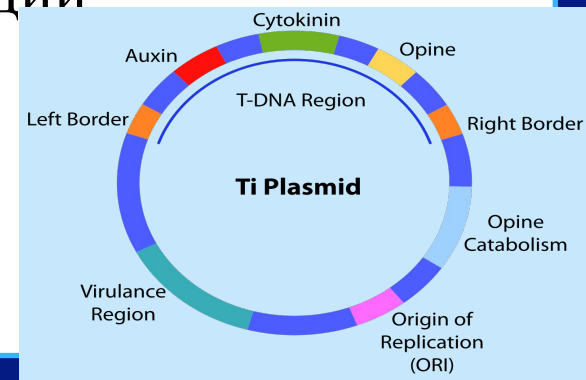 ции
Cytokinin
Auxin
Opine
T-DNA Region
Left Border
Right Border
Ti Plasmid
Opine
Catabolism
Virulance
Region
Origin of
Replication
(ORI)